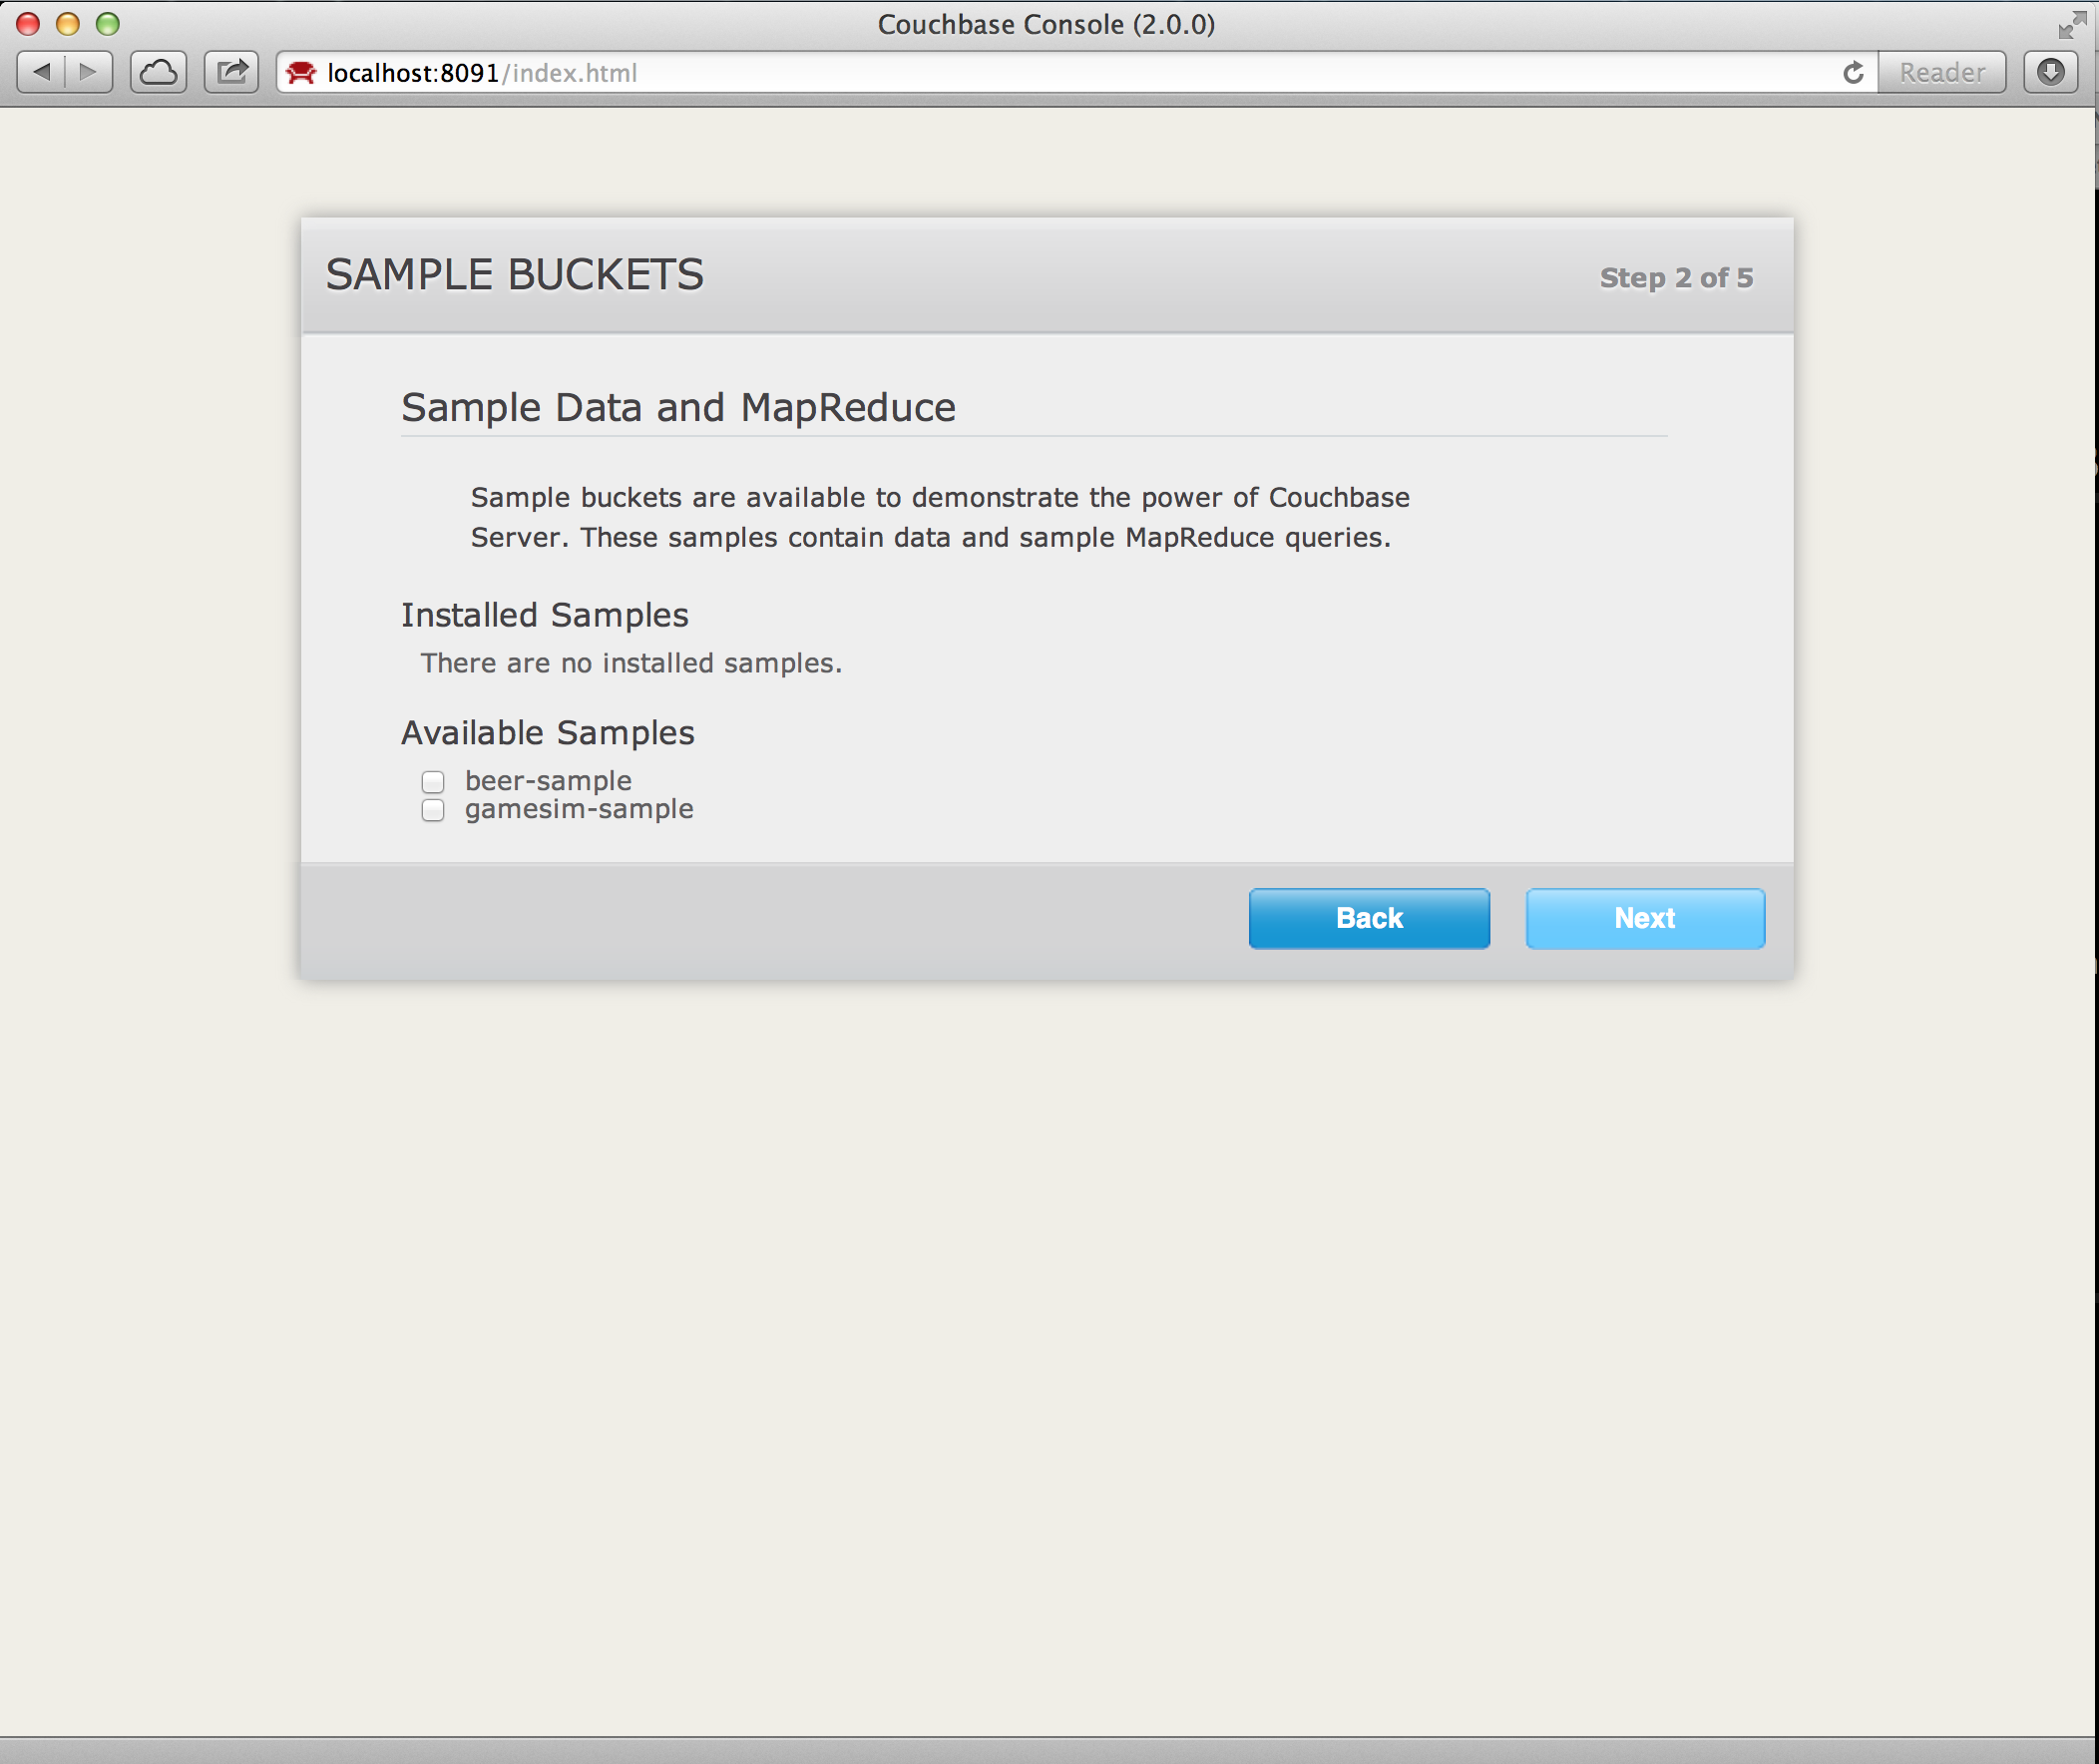 Couchbase Console (2.0.0)
localhost:8091/index.html
Reader
SAMPLE BUCKETS
Step 2 of 5
Sample Data and MapReduce
Sample buckets are available to demonstrate the power of Couchbase
Server. These samples contain data and sample MapReduce queries.
Installed Samples
There are no installed samples.
Available Samples
beer-sample
gamesim-sample
Back
Next